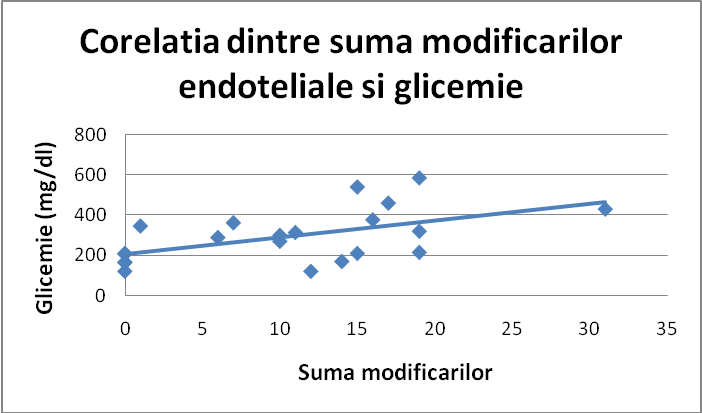 Corelatia dintre suma modificarilor
endoteliale si glicemie
Glicemie (mg/dl)
800
600
400
200
0
0 5 10 15 20 25 30 35
Suma modificarilor